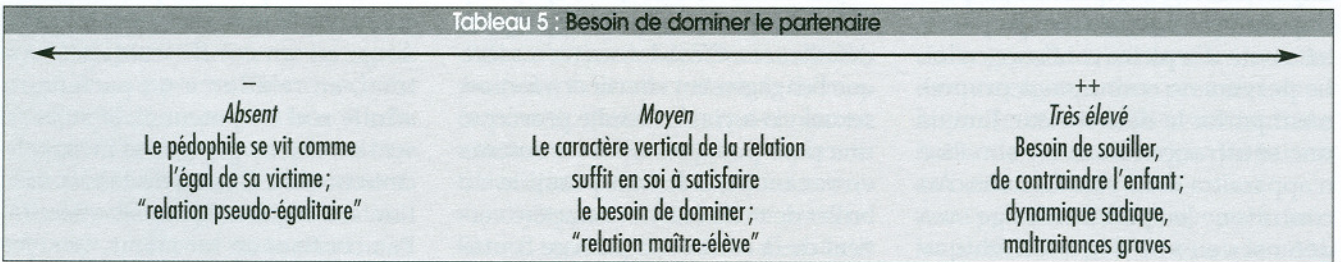 Tableau 5 : Besoin de dominer le partenaire
–
Absent
Le pédophile se vit comme
l'égal de sa victime ;
"relation pseudo-égalitaire"
Moyen
Le caractère vertical de la relation
suffit en soi à satisfaire
le besoin de dominer ;
"relation maître-élève"
++
Très élevé
Besoin de souiller,
de contraindre l'enfant ;
dynamique sadique,
maltraitances graves